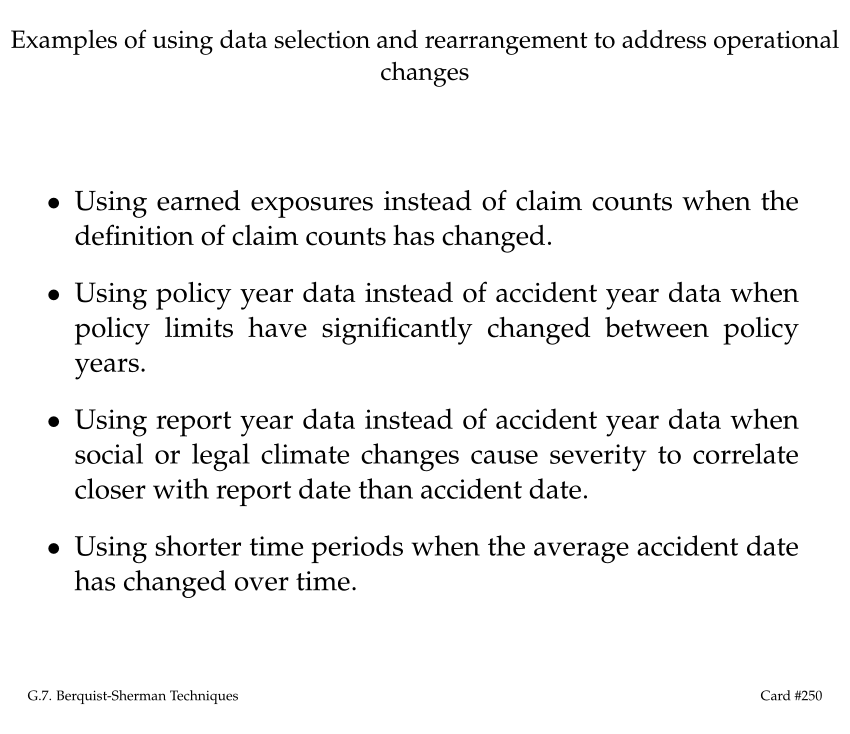 Examples of using data selection and rearrangement to address operational
changes
• Using earned exposures instead of claim counts when the
definition of claim counts has changed.
• Using policy year data instead of accident year data when
policy limits have significantly changed between policy
years.
• Using report year data instead of accident year data when
social or legal climate changes cause severity to correlate
closer with report date than accident date.
• Using shorter time periods when the average accident date
has changed over time.
G.7. Berquist-Sherman Techniques
Card #250